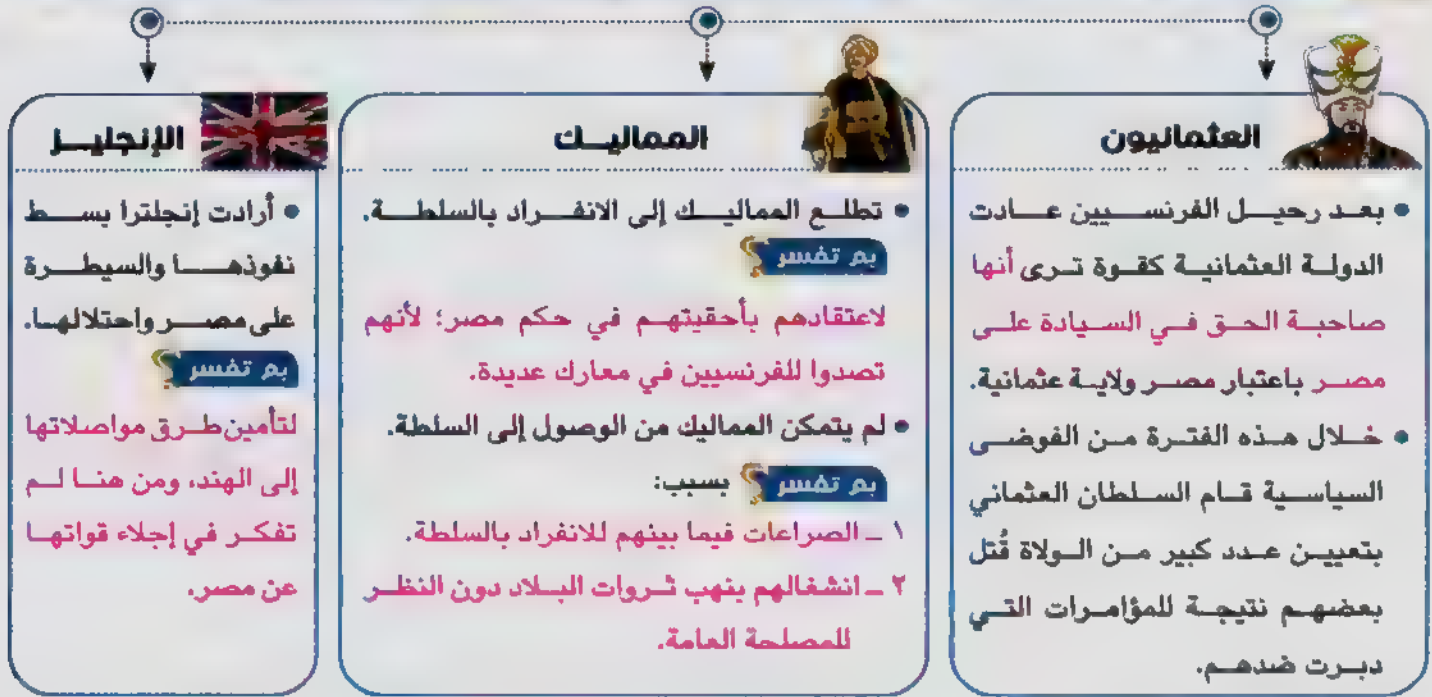 العثمانيون
• بعد رحيل الفرنسيين عادت
الدولة العثمانية كقوة ترى أنها
صاحبة الحق في السيادة على
مصر باعتبار مصر ولاية عثمانية.
• خلال هذه الفترة من الفوضى
السياسية قام السلطان العثماني
بتعيين عدد كبير من الولاة قُتل
بعضهم نتيجة للمؤامرات التي
دبرت ضدهم.
المماليك
• تطلع المماليك إلى الانفراد بالسلطة.
بم تفسر ؟
لاعتقادهم بأحقيتهم في حكم مصر؛ لأنهم
تصدوا للفرنسيين في معارك عديدة.
• لم يتمكن المماليك من الوصول إلى السلطة.
بم تفسر ؟ بسبب:
١ ــ الصراعات فيما بينهم للانفراد بالسلطة.
٢ ــ انشغالهم بنهب ثروات البلاد دون النظر
للمصلحة العامة.
الإنجليز
• أرادت إنجلترا بسط
نفوذها والسيطرة
على مصر واحتلالها.
بم تفسر ؟
لتأمين طرق مواصلاتها
إلى الهند، ومن هنا لم
تفكر في إجلاء قواتها
عن مصر.